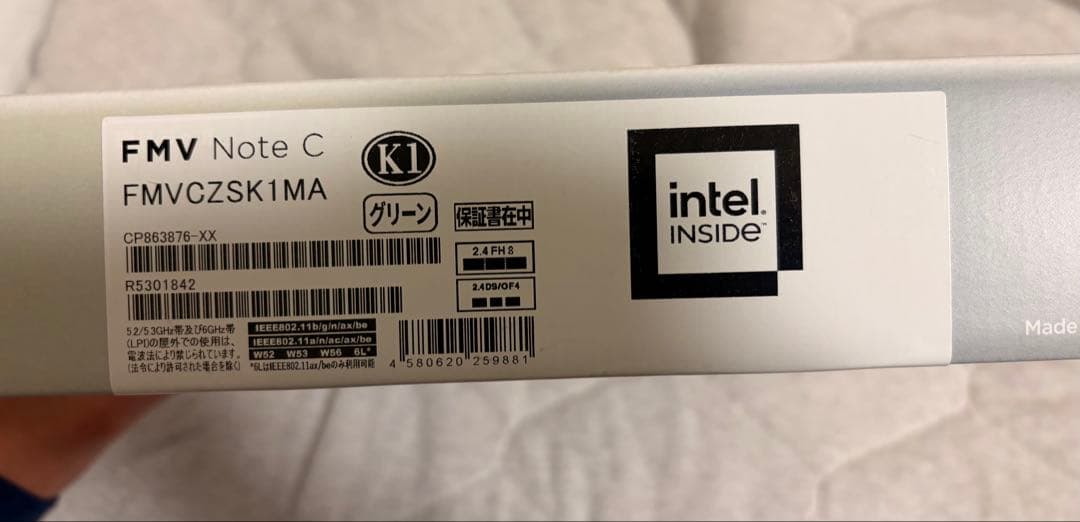 FMV Note C
K1
FMVCZSK1MA
グリーン
保証書在中
CP863876-XX
2.4FH8
R5301842
2.4DS/OF4
5.2/5.3GHz帯及び6GHz帯
(LPI)の屋外での使用は、
電波法により禁じられています。
(法令により許可された場合を除く)
IEEE802.11b/g/n/ax/be
IEEE802.11a/n/ac/ax/be
W52 W53 W56 6L*
*6LはIEEE802.11ax/beのみ利用可能
4 580620 259881
intel.
INSIDe™
Made